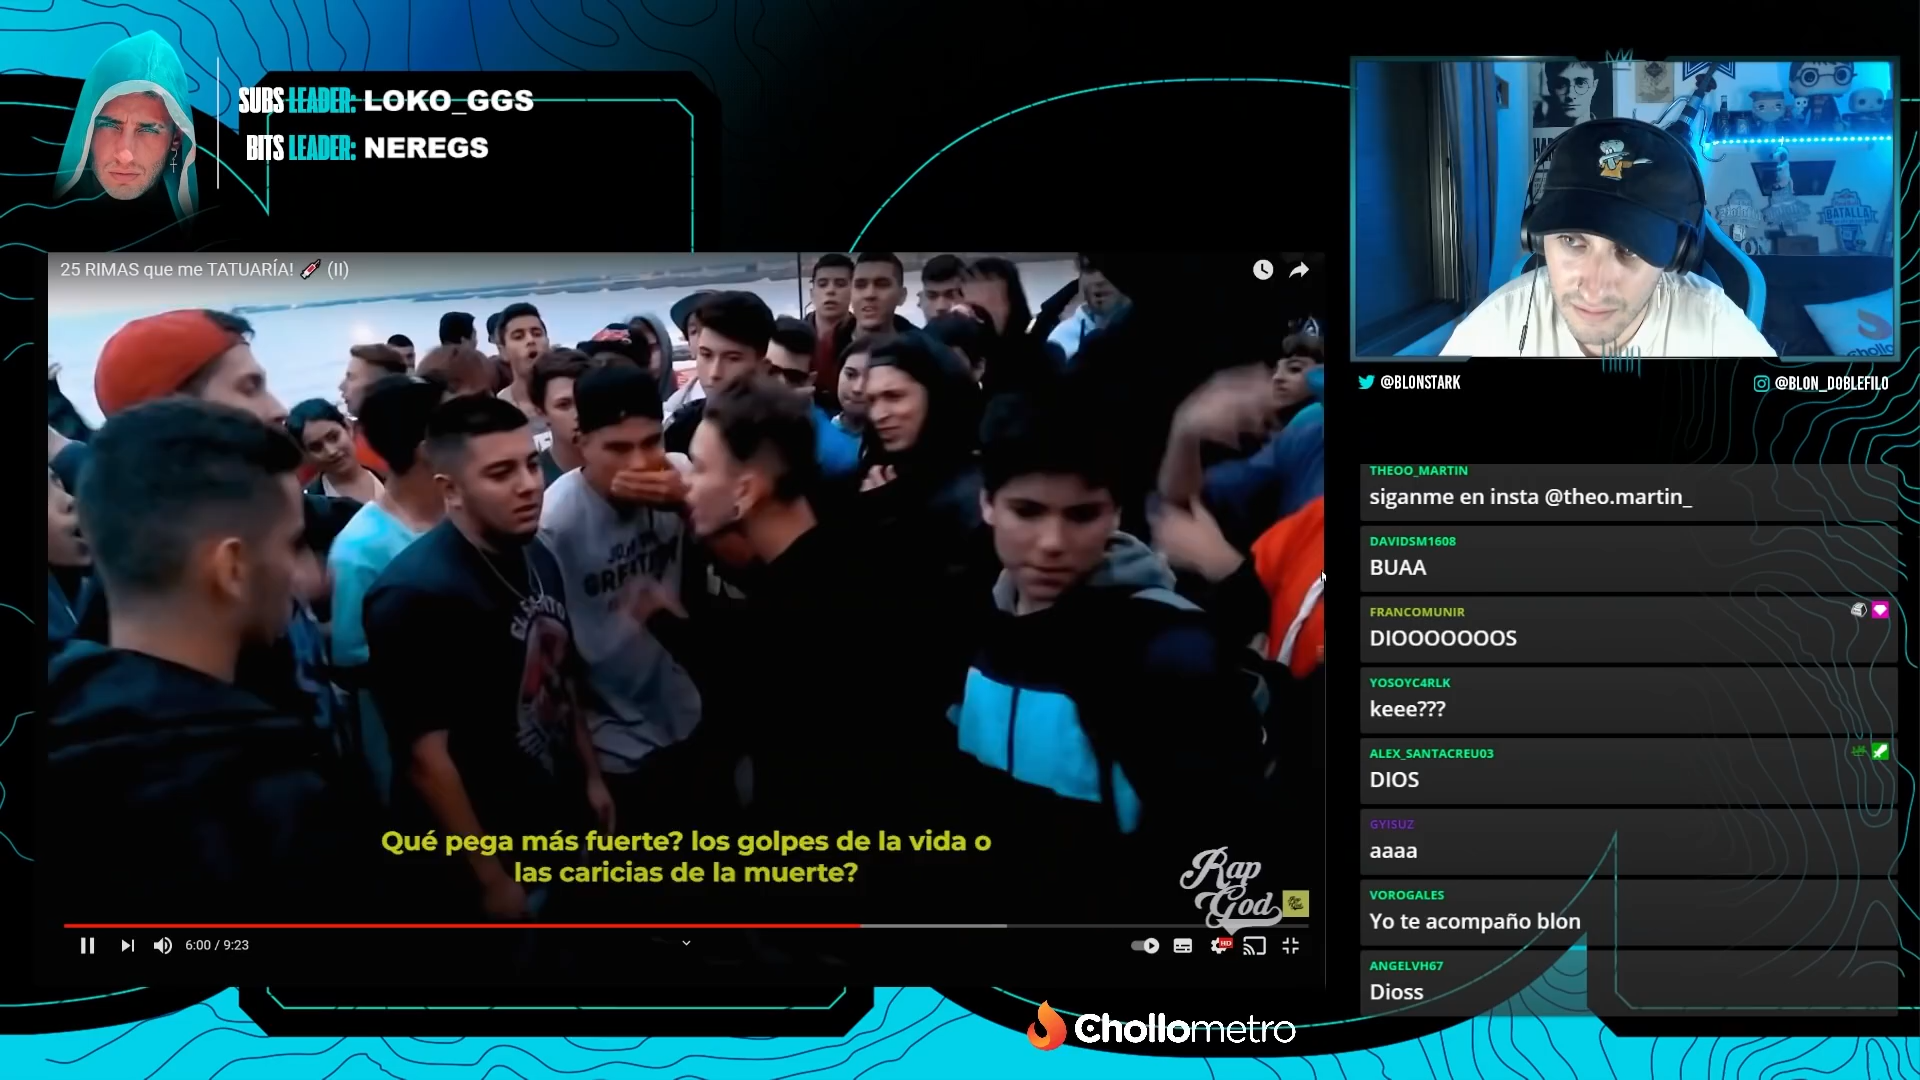 SUBS LEADER: LOKO_GGS
BITS LEADER: NEREGS
25 RIMAS que me TATUARÍA! (II)
Qué pega más fuerte? los golpes de la vida o
las caricias de la muerte?
Rap
God
6:00 / 9:23
HD
BATALLA
@BLONSTARK
@BLON_DOBLEFILO
THEOO_MARTIN
siganme en insta @theo.martin_
DAVIDSM1608
BUAA
FRANCOMUNIR
DIOOOOOOOS
YOSOYC4RLK
keee???
ALEX_SANTACREU03
DIOS
GYISUZ
aaaa
VOROGALES
Yo te acompaño blon
ANGELVH67
Dioss
Chollometro